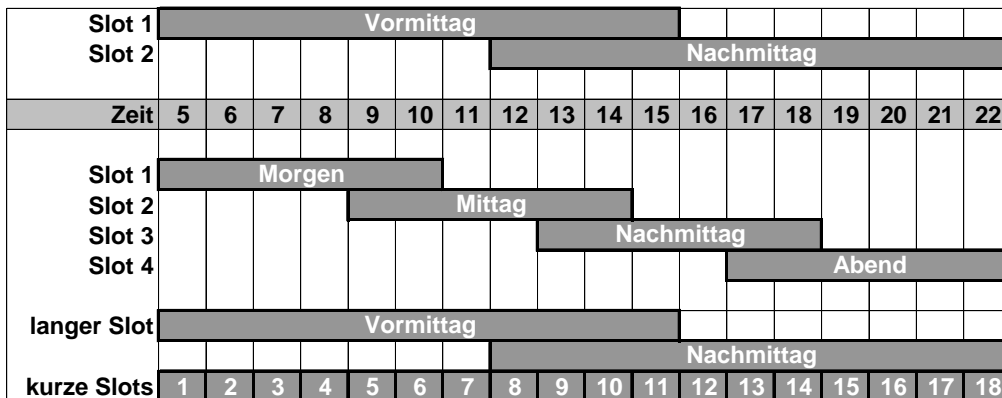 Slot 1 Vormittag
Slot 2 Nachmittag
Zeit 5 6 7 8 9 10 11 12 13 14 15 16 17 18 19 20 21 22
Slot 1 Morgen
Slot 2 Mittag
Slot 3 Nachmittag
Slot 4 Abend
langer Slot Vormittag
Nachmittag
kurze Slots 1 2 3 4 5 6 7 8 9 10 11 12 13 14 15 16 17 18